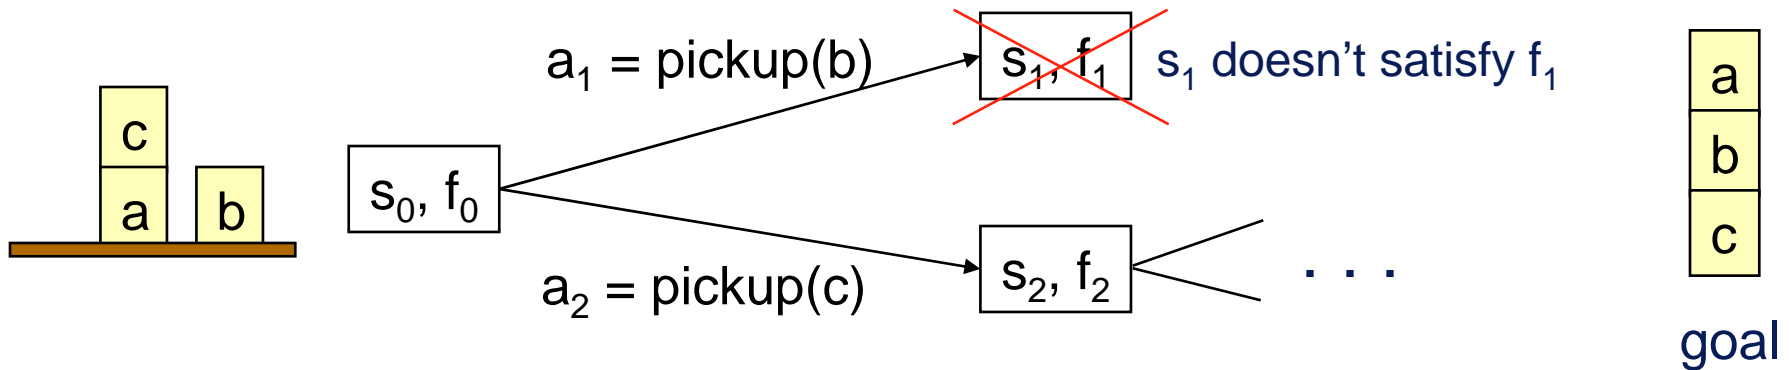 c
a
b
s₀, f₀
a₁ = pickup(b)
a₂ = pickup(c)
s₁, f₁
s₁ doesn't satisfy f₁
s₂, f₂
. . .
a
b
c
goal